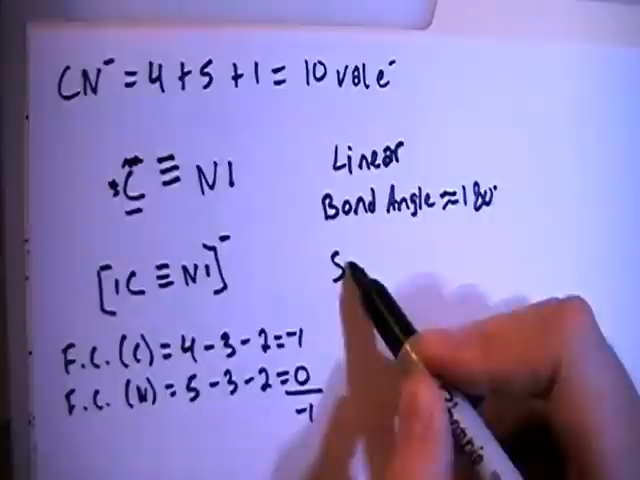 CN⁻ = 4 + 5 + 1 = 10 val e⁻
C ≡ N|
Linear
Bond Angle ≈ 180°
[|C ≡ N|]⁻
S
F.C. (C) = 4 - 3 - 2 = -1
F.C. (N) = 5 - 3 - 2 = 0
-1